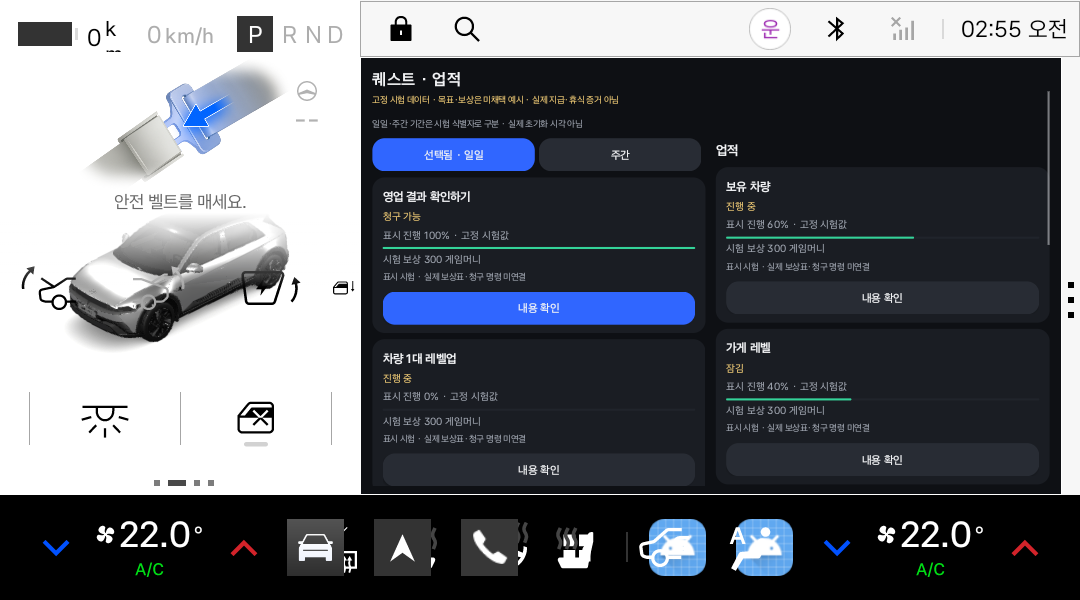 0 km
0 km/h
P R N D
안전 벨트를 매세요.
운
02:55 오전
퀘스트 · 업적
고정 시험 데이터 · 목표·보상은 미채택 예시 · 실제 지급·휴식 증거 아님
일일·주간 기간은 시험 식별자로 구분 · 실제 초기화 시각 아님
선택됨 · 일일
주간
영업 결과 확인하기
청구 가능
표시 진행 100% · 고정 시험값
시험 보상 300 게임머니
표시 시험 · 실제 보상표·청구 명령 미연결
내용 확인
차량 1대 레벨업
진행 중
표시 진행 0% · 고정 시험값
시험 보상 300 게임머니
표시 시험 · 실제 보상표·청구 명령 미연결
내용 확인
업적
보유 차량
진행 중
표시 진행 60% · 고정 시험값
시험 보상 300 게임머니
표시 시험 · 실제 보상표·청구 명령 미연결
내용 확인
가게 레벨
잠김
표시 진행 40% · 고정 시험값
시험 보상 300 게임머니
표시 시험 · 실제 보상표·청구 명령 미연결
내용 확인
22.0°
A/C
A
22.0°
A/C